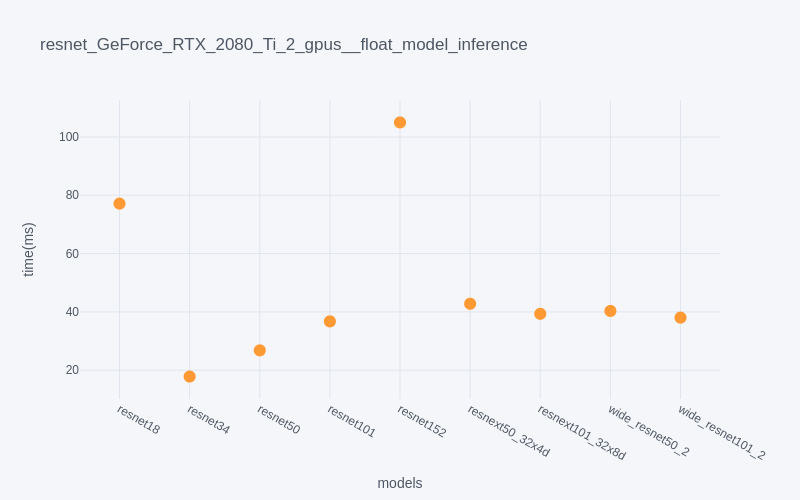 resnet_GeForce_RTX_2080_Ti_2_gpus__float_model_inference
100
80
60
40
20
time(ms)
resnet18
resnet34
resnet50
resnet101
resnet152
resnext50_32x4d
resnext101_32x8d
wide_resnet50_2
wide_resnet101_2
models